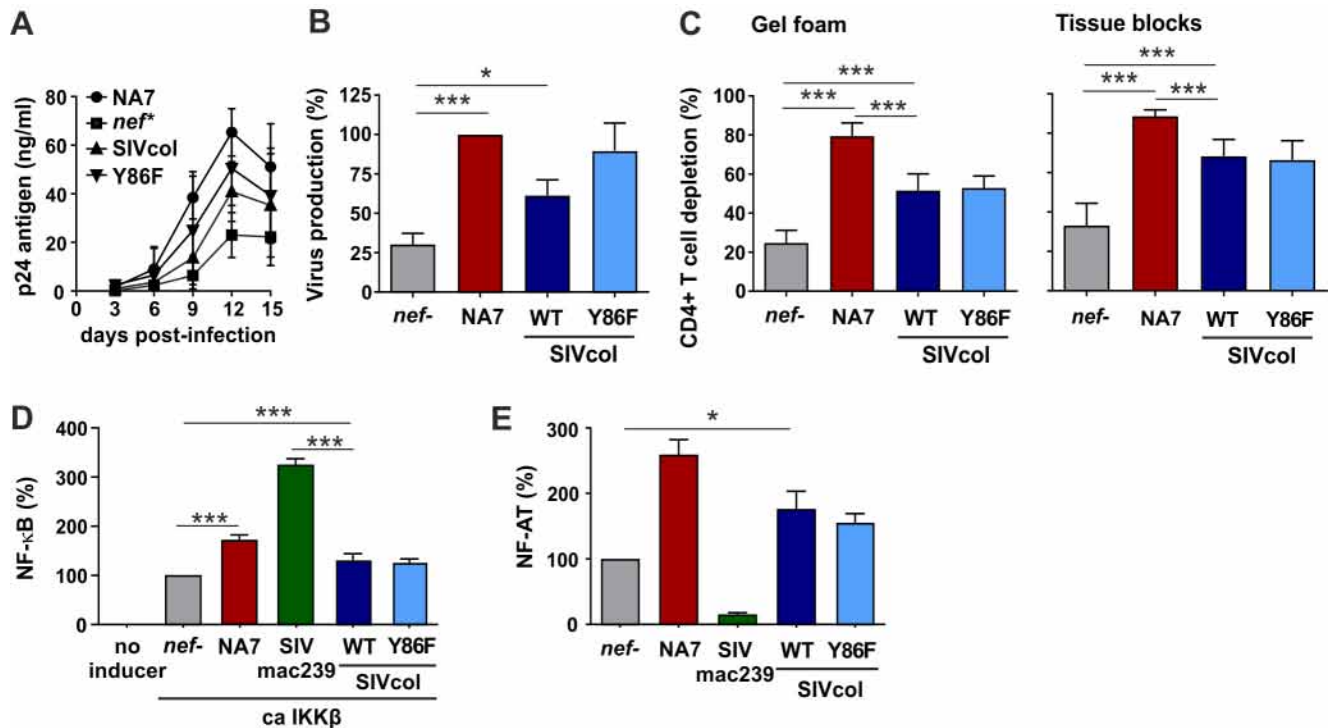 A
NA7
nef*
SIVcol
Y86F
p24 antigen (ng/ml)
80
60
40
20
0
0 3 6 9 12 15
days post-infection
B
*
***
Virus production (%)
125
100
75
50
25
0
nef- NA7 WT Y86F
SIVcol
C
Gel foam
***
*** ***
CD4+ T cell depletion (%)
100
80
60
40
20
0
nef- NA7 WT Y86F
SIVcol
Tissue blocks
***
*** ***
nef- NA7 WT Y86F
SIVcol
D
***
***
***
NF-κB (%)
400
300
200
100
0
no inducer
nef- NA7 SIV mac239 WT Y86F
SIVcol
ca IKKβ
E
*
NF-AT (%)
300
200
150
100
0
nef- NA7 SIV mac239 WT Y86F
SIVcol